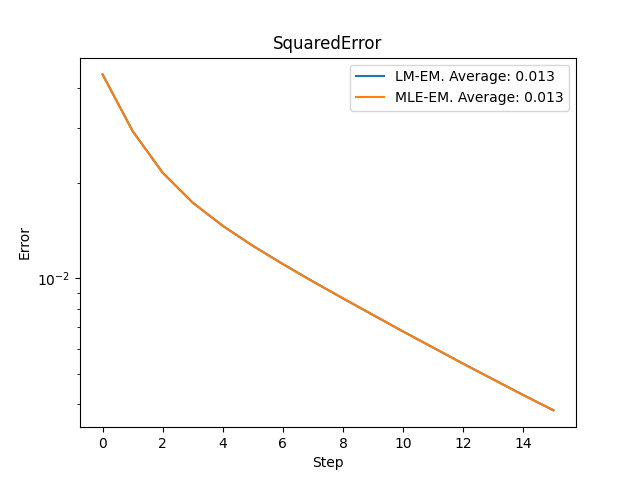 SquaredError
LM-EM. Average: 0.013
MLE-EM. Average: 0.013
Error
10⁻²
0 2 4 6 8 10 12 14
Step